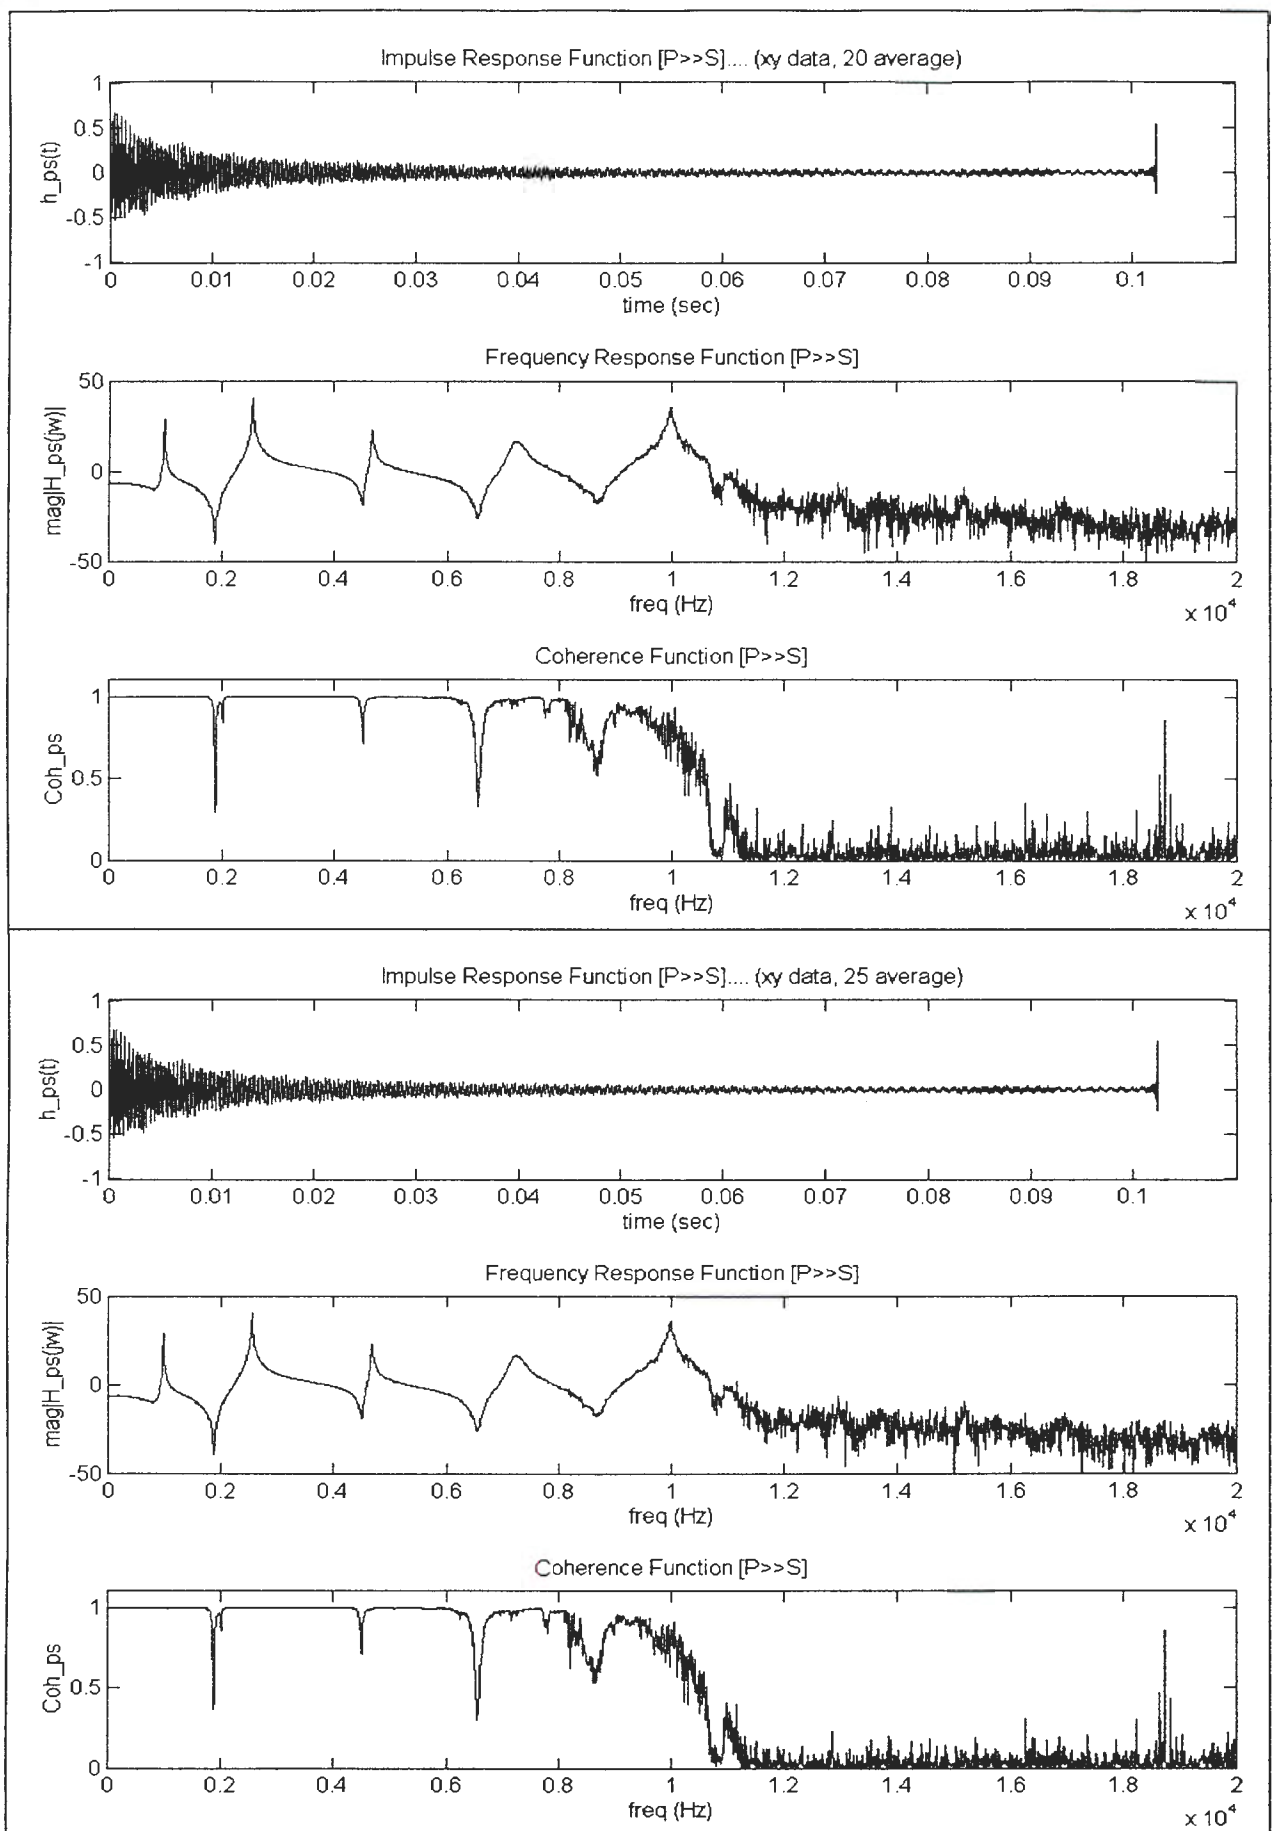 Impulse Response Function [P>>S].... (xy data, 20 average)
1
0.5
0
-0.5
-1
h_ps(t)
0 0.01 0.02 0.03 0.04 0.05 0.06 0.07 0.08 0.09 0.1
time (sec)
Frequency Response Function [P>>S]
50
0
-50
mag|H_ps(jw)|
0 0.2 0.4 0.6 0.8 1 1.2 1.4 1.6 1.8 2
freq (Hz)
x 10^4
Coherence Function [P>>S]
1
0.5
0
Coh_ps
0 0.2 0.4 0.6 0.8 1 1.2 1.4 1.6 1.8 2
freq (Hz)
x 10^4
Impulse Response Function [P>>S].... (xy data, 25 average)
1
0.5
0
-0.5
-1
h_ps(t)
0 0.01 0.02 0.03 0.04 0.05 0.06 0.07 0.08 0.09 0.1
time (sec)
Frequency Response Function [P>>S]
50
0
-50
mag|H_ps(jw)|
0 0.2 0.4 0.6 0.8 1 1.2 1.4 1.6 1.8 2
freq (Hz)
x 10^4
Coherence Function [P>>S]
1
0.5
0
Coh_ps
0 0.2 0.4 0.6 0.8 1 1.2 1.4 1.6 1.8 2
freq (Hz)
x 10^4